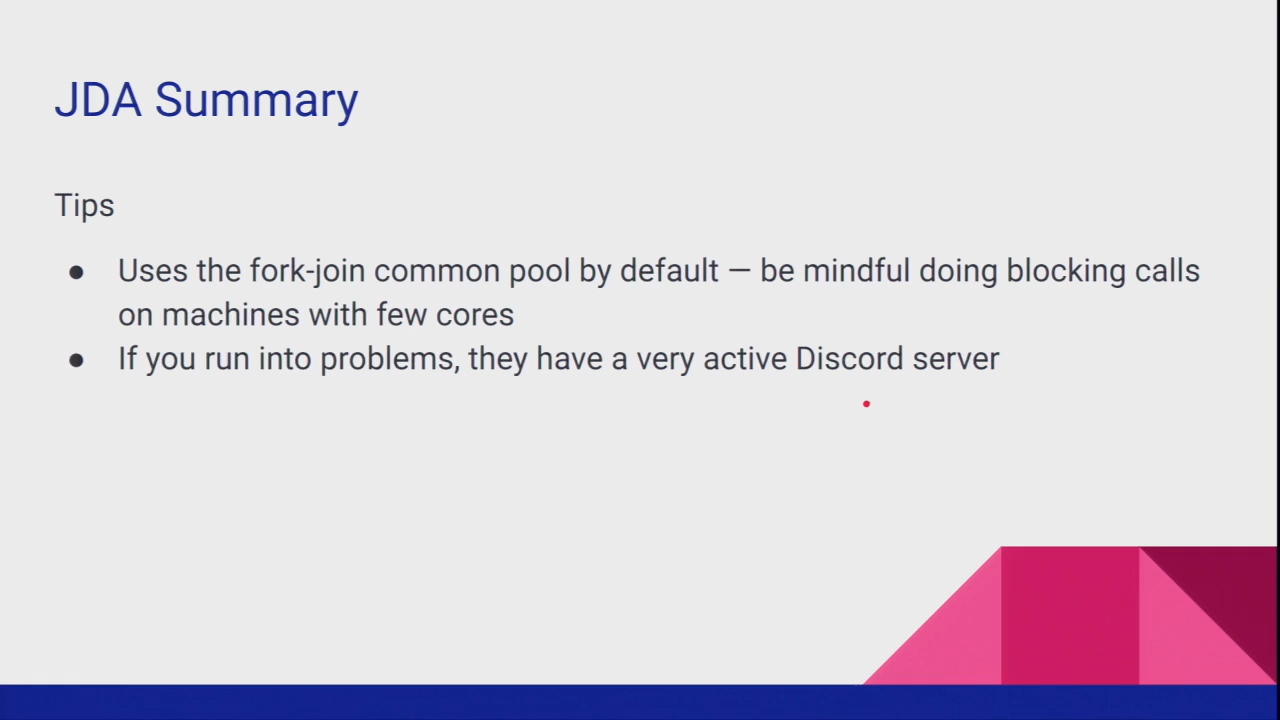 JDA Summary
Tips
● Uses the fork-join common pool by default — be mindful doing blocking calls
on machines with few cores
● If you run into problems, they have a very active Discord server